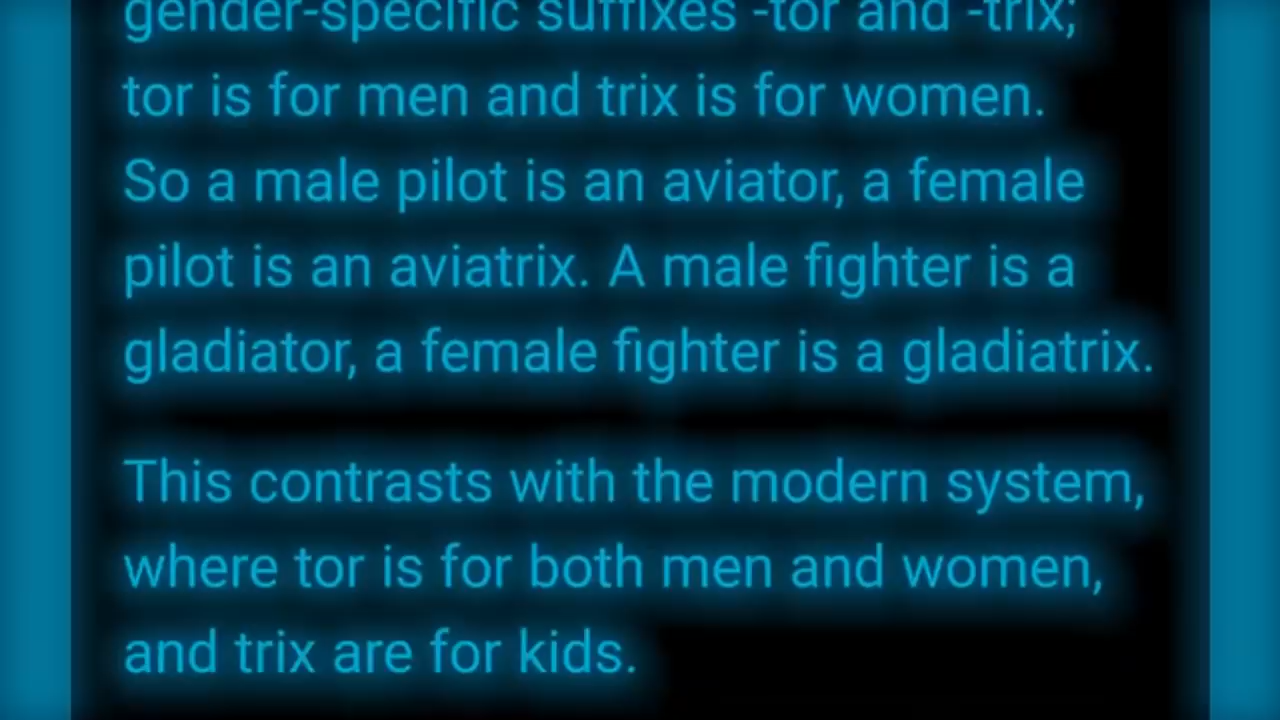 gender-specific suffixes -tor and -trix;
tor is for men and trix is for women.
So a male pilot is an aviator, a female
pilot is an aviatrix. A male fighter is a
gladiator, a female fighter is a gladiatrix.
This contrasts with the modern system,
where tor is for both men and women,
and trix are for kids.